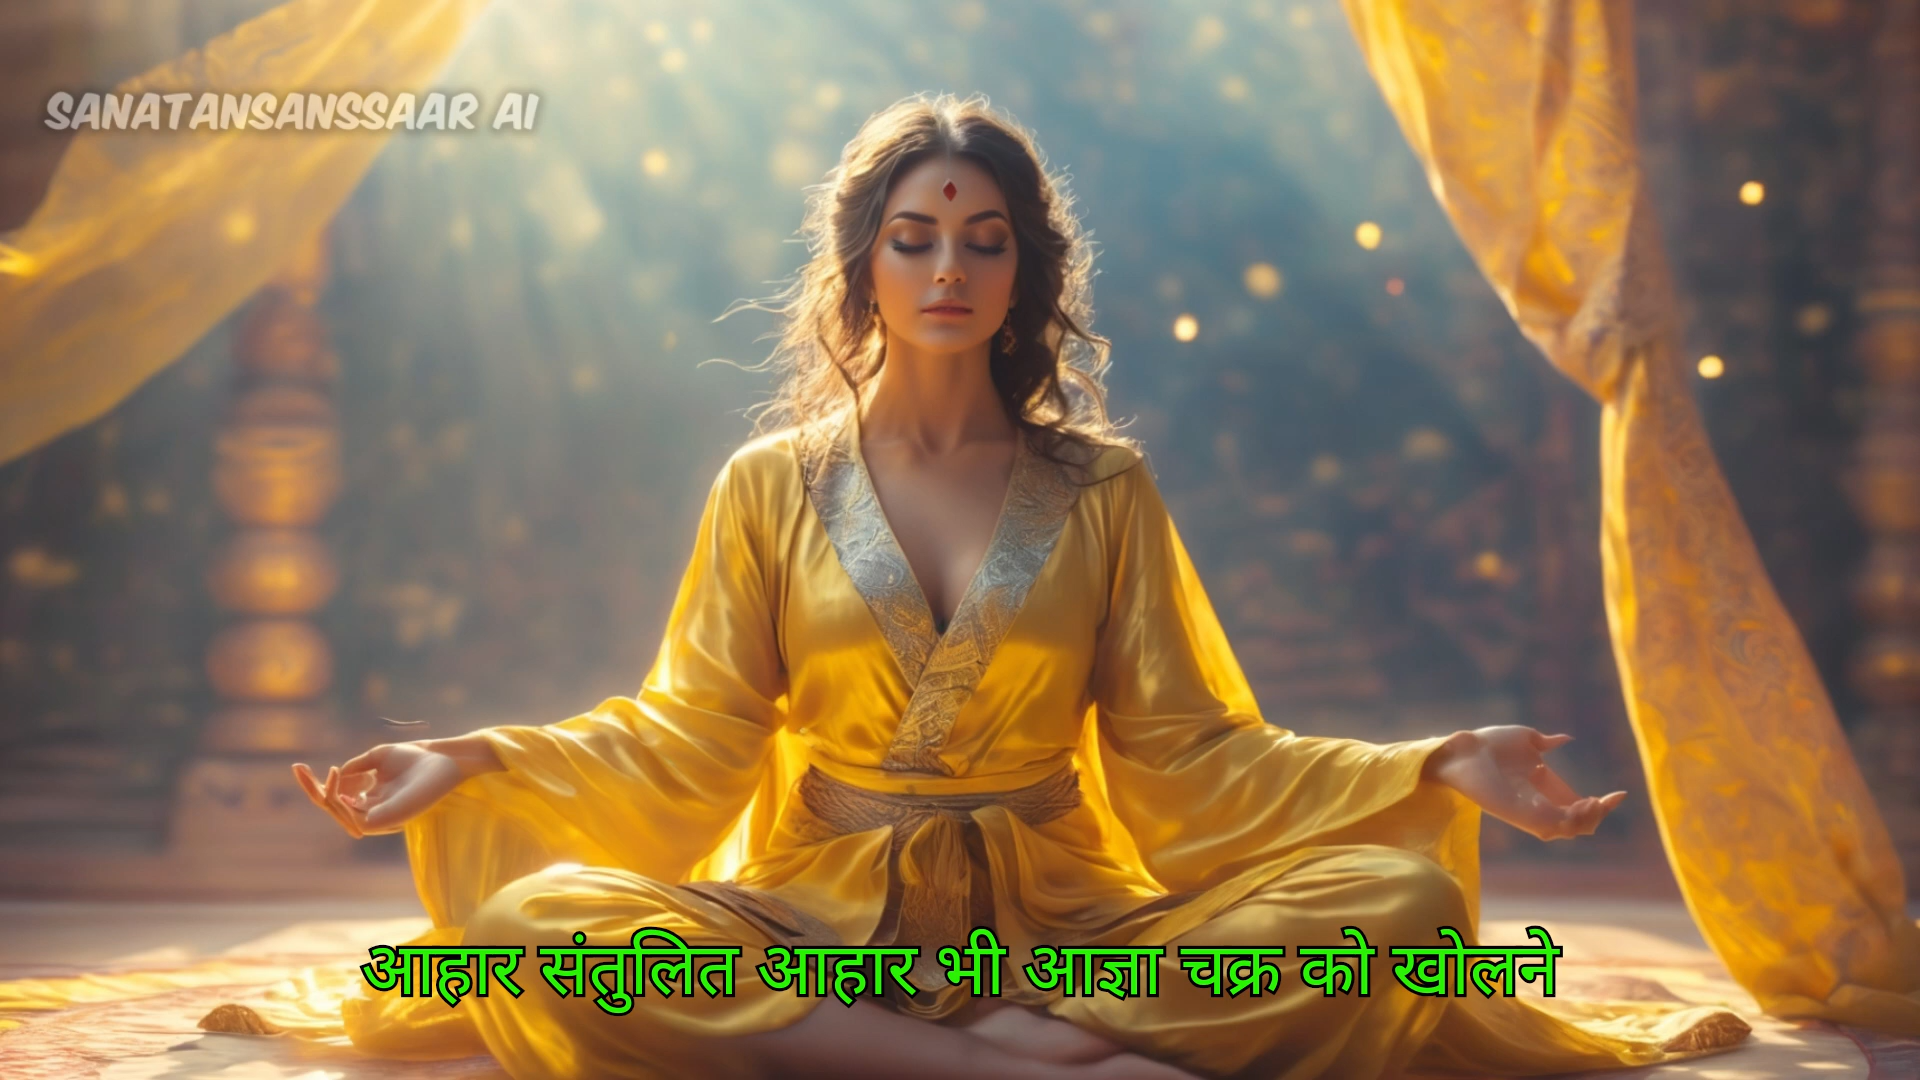 SANATANSANSSAAR AI
आहार संतुलित आहार भी आज्ञा चक्र को खोलने